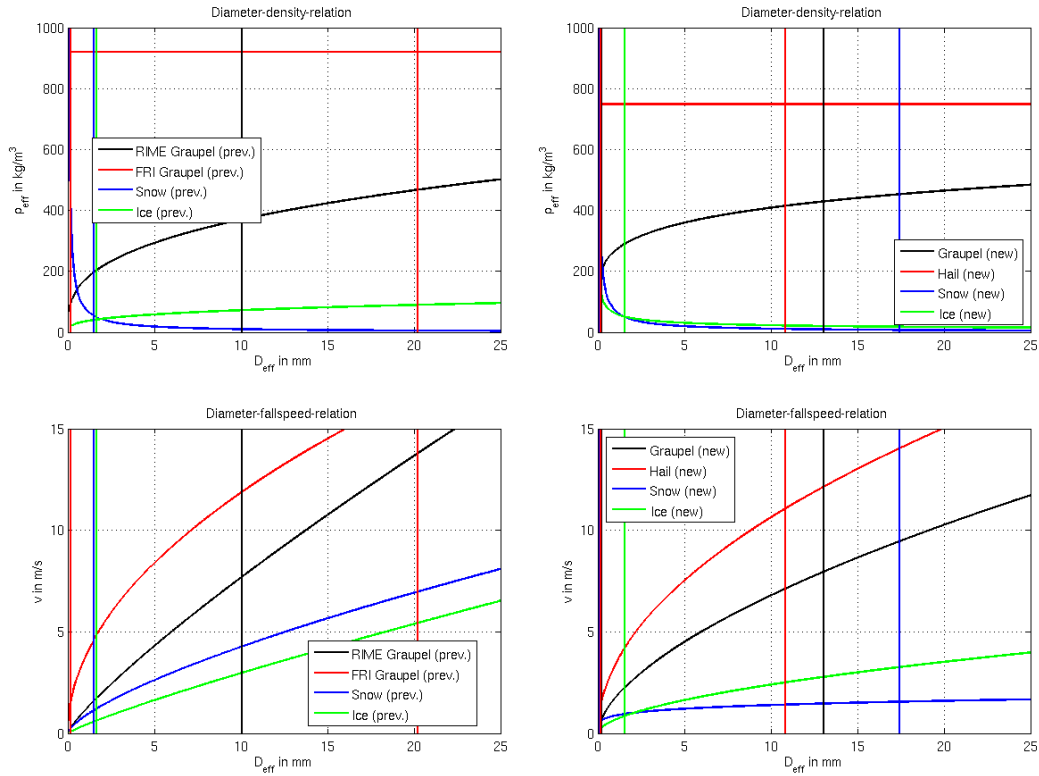 Diameter-density-relation
1000
800
600
400
200
0
ρeff in kg/m³
RIME Graupel (prev.)
FRI Graupel (prev.)
Snow (prev.)
Ice (prev.)
0 5 10 15 20 25
Deff in mm
Diameter-density-relation
1000
800
600
400
200
0
ρeff in kg/m³
Graupel (new)
Hail (new)
Snow (new)
Ice (new)
0 5 10 15 20 25
Deff in mm
Diameter-fallspeed-relation
15
10
5
0
v in m/s
RIME Graupel (prev.)
FRI Graupel (prev.)
Snow (prev.)
Ice (prev.)
0 5 10 15 20 25
Deff in mm
Diameter-fallspeed-relation
15
10
5
0
v in m/s
Graupel (new)
Hail (new)
Snow (new)
Ice (new)
0 5 10 15 20 25
Deff in mm